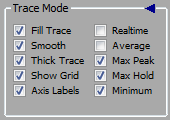 Trace Mode
Fill Trace
Realtime
Smooth
Average
Thick Trace
Max Peak
Show Grid
Max Hold
Axis Labels
Minimum